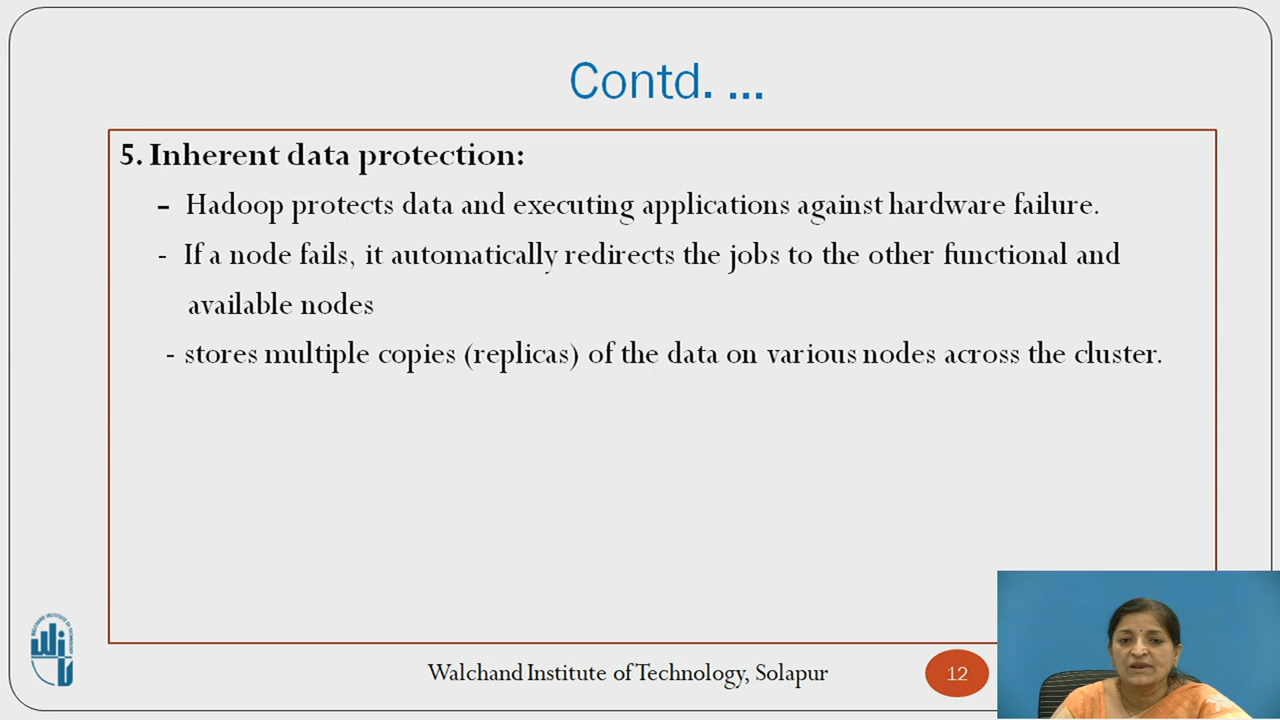 Contd. ...
5. Inherent data protection:
– Hadoop protects data and executing applications against hardware failure.
- If a node fails, it automatically redirects the jobs to the other functional and
available nodes
- stores multiple copies (replicas) of the data on various nodes across the cluster.
Walchand Institute of Technology, Solapur
12